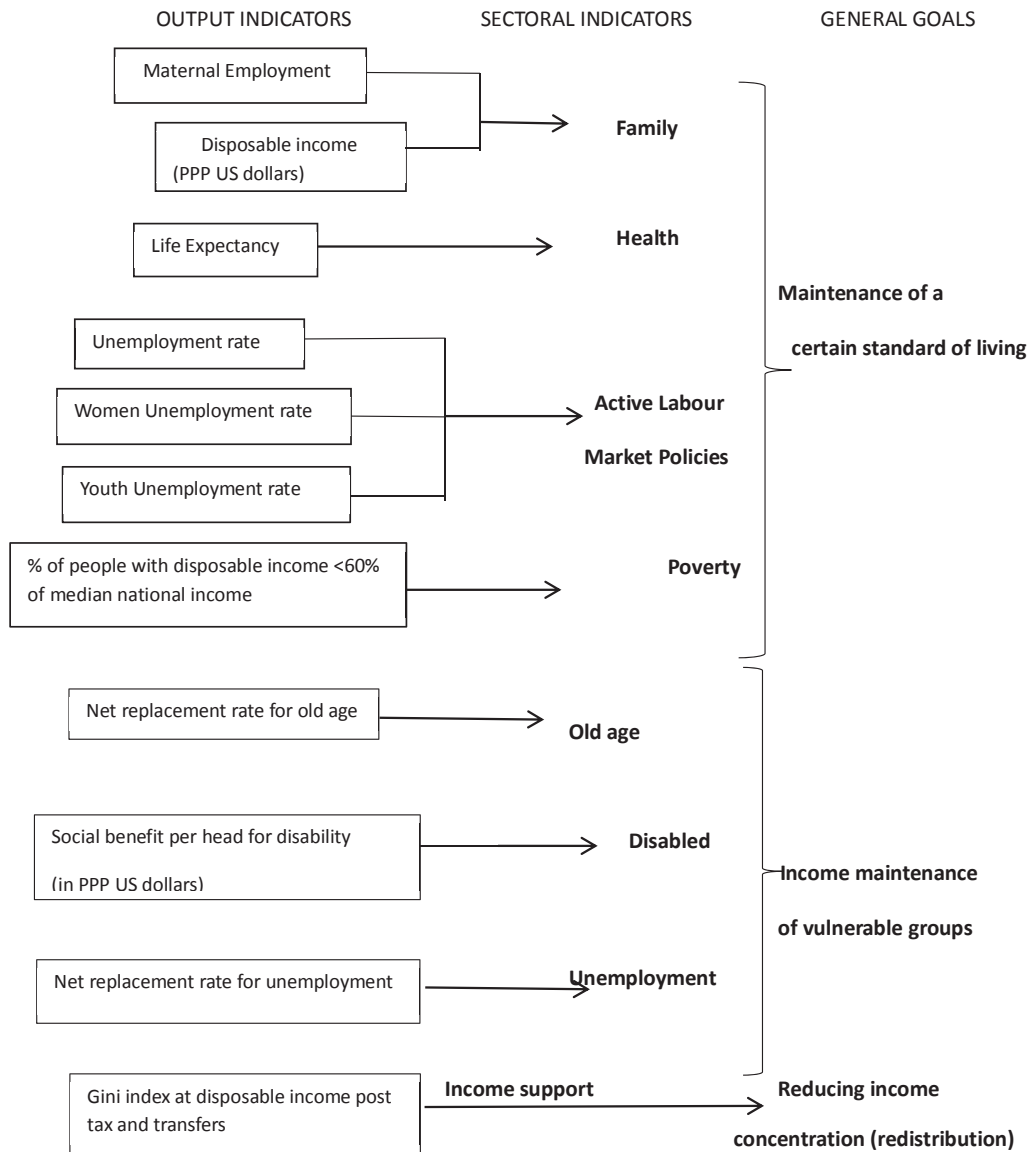 OUTPUT INDICATORS SECTORAL INDICATORS GENERAL GOALS
Maternal Employment
Disposable income
(PPP US dollars)
Family
Life Expectancy
Health
Maintenance of a
certain standard of living
Unemployment rate
Women Unemployment rate
Youth Unemployment rate
Active Labour
Market Policies
% of people with disposable income <60%
of median national income
Poverty
Net replacement rate for old age
Old age
Social benefit per head for disability
(in PPP US dollars)
Disabled
Income maintenance
of vulnerable groups
Net replacement rate for unemployment
Unemployment
Gini index at disposable income post
tax and transfers
Income support
Reducing income
concentration (redistribution)